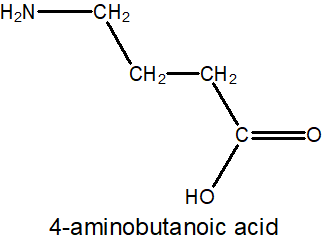 H₂N CH₂
CH₂ CH₂
C O
HO
4-aminobutanoic acid